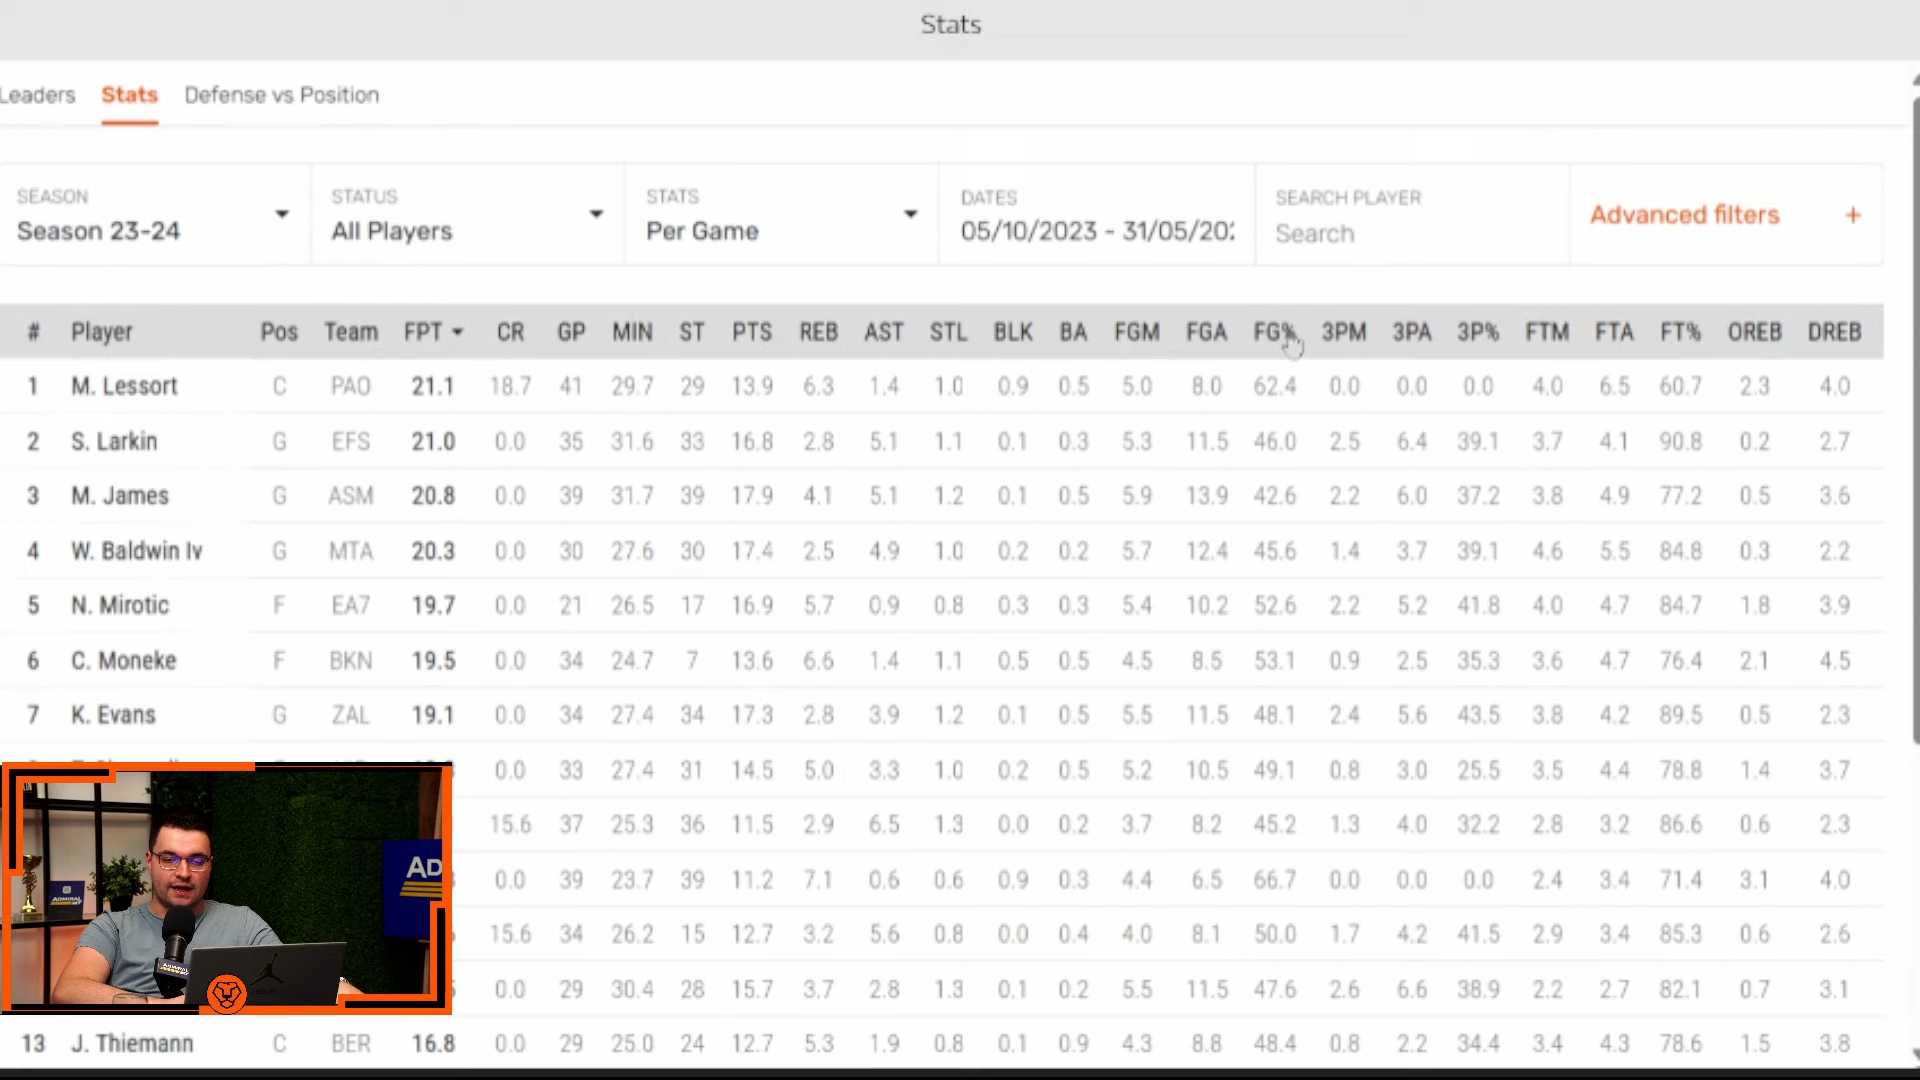 Stats
Leaders Stats Defense vs Position
SEASON STATUS STATS DATES SEARCH PLAYER
Season 23-24 All Players Per Game 05/10/2023 - 31/05/202 Search Advanced filters +
# Player Pos Team FPT CR GP MIN ST PTS REB AST STL BLK BA FGM FGA FG% 3PM 3PA 3P% FTM FTA FT% OREB DREB
1 M. Lessort C PAO 21.1 18.7 41 29.7 29 13.9 6.3 1.4 1.0 0.9 0.5 5.0 8.0 62.4 0.0 0.0 0.0 4.0 6.5 60.7 2.3 4.0
2 S. Larkin G EFS 21.0 0.0 35 31.6 33 16.8 2.8 5.1 1.1 0.1 0.3 5.3 11.5 46.0 2.5 6.4 39.1 3.7 4.1 90.8 0.2 2.7
3 M. James G ASM 20.8 0.0 39 31.7 39 17.9 4.1 5.1 1.2 0.1 0.5 5.9 13.9 42.6 2.2 6.0 37.2 3.8 4.9 77.2 0.5 3.6
4 W. Baldwin Iv G MTA 20.3 0.0 30 27.6 30 17.4 2.5 4.9 1.0 0.2 0.2 5.7 12.4 45.6 1.4 3.7 39.1 4.6 5.5 84.8 0.3 2.2
5 N. Mirotic F EA7 19.7 0.0 21 26.5 17 16.9 5.7 0.9 0.8 0.3 0.3 5.4 10.2 52.6 2.2 5.2 41.8 4.0 4.7 84.7 1.8 3.9
6 C. Moneke F BKN 19.5 0.0 34 24.7 7 13.6 6.6 1.4 1.1 0.5 0.5 4.5 8.5 53.1 0.9 2.5 35.3 3.6 4.7 76.4 2.1 4.5
7 K. Evans G ZAL 19.1 0.0 34 27.4 34 17.3 2.8 3.9 1.2 0.1 0.5 5.5 11.5 48.1 2.4 5.6 43.5 3.8 4.2 89.5 0.5 2.3
0.0 33 27.4 31 14.5 5.0 3.3 1.0 0.2 0.5 5.2 10.5 49.1 0.8 3.0 25.5 3.5 4.4 78.8 1.4 3.7
15.6 37 25.3 36 11.5 2.9 6.5 1.3 0.0 0.2 3.7 8.2 45.2 1.3 4.0 32.2 2.8 3.2 86.6 0.6 2.3
0.0 39 23.7 39 11.2 7.1 0.6 0.6 0.9 0.3 4.4 6.5 66.7 0.0 0.0 0.0 2.4 3.4 71.4 3.1 4.0
15.6 34 26.2 15 12.7 3.2 5.6 0.8 0.0 0.4 4.0 8.1 50.0 1.7 4.2 41.5 2.9 3.4 85.3 0.6 2.6
0.0 29 30.4 28 15.7 3.7 2.8 1.3 0.1 0.2 5.5 11.5 47.6 2.6 6.6 38.9 2.2 2.7 82.1 0.7 3.1
13 J. Thiemann C BER 16.8 0.0 29 25.0 24 12.7 5.3 1.9 0.8 0.1 0.9 4.3 8.8 48.4 0.8 2.2 34.4 3.4 4.3 78.6 1.5 3.8
AD
ADMIRAL